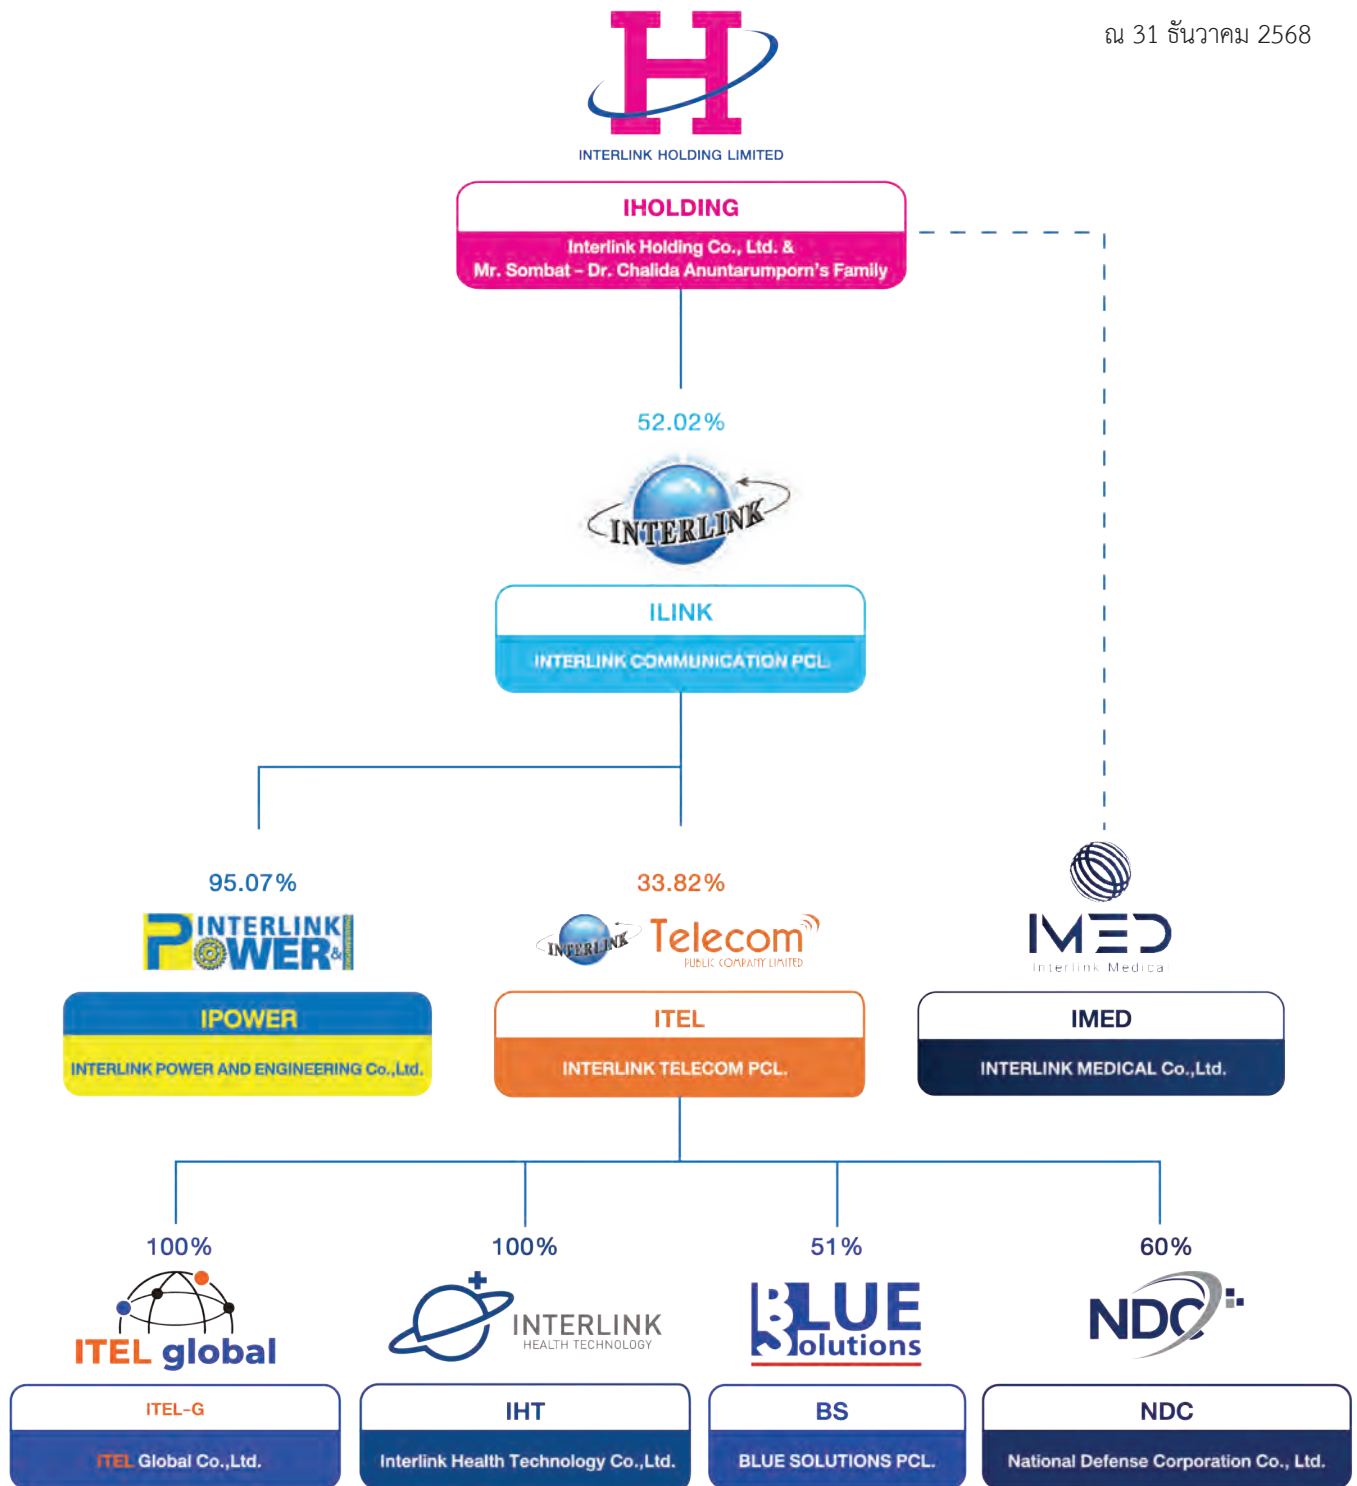 ณ 31 ธันวาคม 2568
H
INTERLINK HOLDING LIMITED
IHOLDING
Interlink Holding Co., Ltd. &
Mr. Sombat – Dr. Chalida Anuntarumporn's Family
52.02%
INTERLINK
ILINK
INTERLINK COMMUNICATION PCL.
95.07%
INTERLINK
POWER &
ENGINEERING
IPOWER
INTERLINK POWER AND ENGINEERING Co.,Ltd.
33.82%
INTERLINK
Telecom
PUBLIC COMPANY LIMITED
ITEL
INTERLINK TELECOM PCL.
IMED
Interlink Medical
IMED
INTERLINK MEDICAL Co.,Ltd.
100%
ITEL global
ITEL-G
ITEL Global Co.,Ltd.
100%
INTERLINK
HEALTH TECHNOLOGY
IHT
Interlink Health Technology Co.,Ltd.
51%
BLUE
Solutions
BS
BLUE SOLUTIONS PCL.
60%
NDC
NDC
National Defense Corporation Co., Ltd.